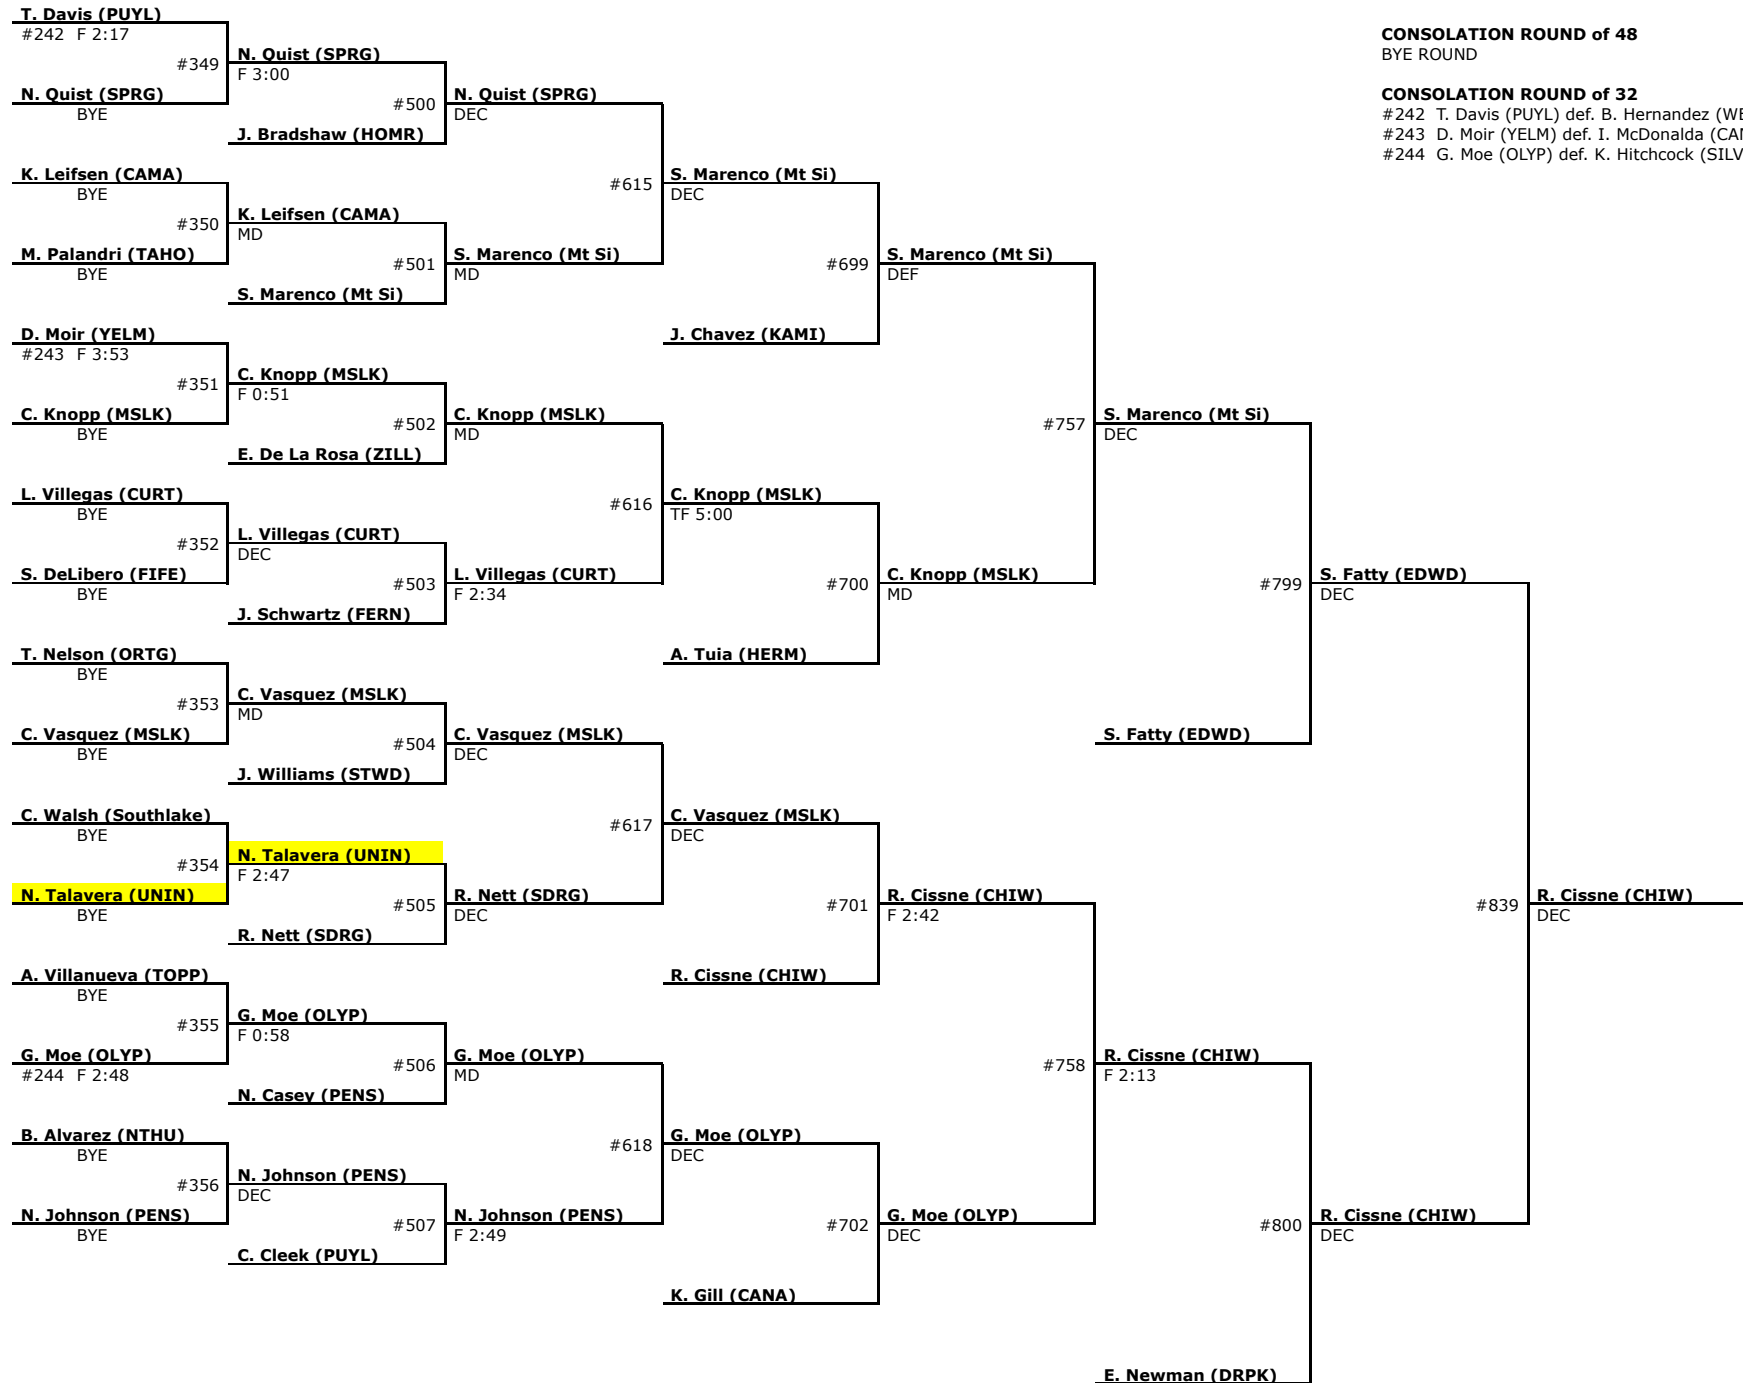 T. Davis (PUYL)
#242 F 2:17
#349
N. Quist (SPRG)
BYE
K. Leifsen (CAMA)
BYE
#350
M. Palandri (TAHO)
BYE
D. Moir (YELM)
#243 F 3:53
#351
C. Knopp (MSLK)
BYE
L. Villegas (CURT)
BYE
#352
S. DeLibero (FIFE)
BYE
T. Nelson (ORTG)
BYE
#353
C. Vasquez (MSLK)
BYE
C. Walsh (Southlake)
BYE
#354
N. Talavera (UNIN)
BYE
A. Villanueva (TOPP)
BYE
#355
G. Moe (OLYP)
#244 F 2:48
B. Alvarez (NTHU)
BYE
#356
N. Johnson (PENS)
BYE
N. Quist (SPRG)
F 3:00
#500
J. Bradshaw (HOMR)
K. Leifsen (CAMA)
MD
#501
S. Marenco (Mt Si)
C. Knopp (MSLK)
F 0:51
#502
E. De La Rosa (ZILL)
L. Villegas (CURT)
DEC
#503
J. Schwartz (FERN)
C. Vasquez (MSLK)
MD
#504
J. Williams (STWD)
N. Talavera (UNIN)
F 2:47
#505
R. Nett (SDRG)
G. Moe (OLYP)
F 0:58
#506
N. Casey (PENS)
N. Johnson (PENS)
DEC
#507
C. Cleek (PUYL)
N. Quist (SPRG)
DEC
#615
S. Marenco (Mt Si)
MD
C. Knopp (MSLK)
MD
#616
L. Villegas (CURT)
F 2:34
C. Vasquez (MSLK)
DEC
#617
R. Nett (SDRG)
DEC
G. Moe (OLYP)
MD
#618
N. Johnson (PENS)
F 2:49
S. Marenco (Mt Si)
DEC
#699
J. Chavez (KAMI)
C. Knopp (MSLK)
TF 5:00
#700
A. Tuia (HERM)
C. Vasquez (MSLK)
DEC
#701
R. Cissne (CHIW)
G. Moe (OLYP)
DEC
#702
K. Gill (CANA)
S. Marenco (Mt Si)
DEF
#757
C. Knopp (MSLK)
MD
R. Cissne (CHIW)
F 2:42
#758
G. Moe (OLYP)
DEC
S. Marenco (Mt Si)
DEC
#799
S. Fatty (EDWD)
R. Cissne (CHIW)
F 2:13
#800
E. Newman (DRPK)
S. Fatty (EDWD)
DEC
#839
R. Cissne (CHIW)
DEC
R. Cissne (CHIW)
DEC
CONSOLATION ROUND of 48
BYE ROUND
CONSOLATION ROUND of 32
#242 T. Davis (PUYL) def. B. Hernandez (WE
#243 D. Moir (YELM) def. I. McDonalda (CAM
#244 G. Moe (OLYP) def. K. Hitchcock (SILV